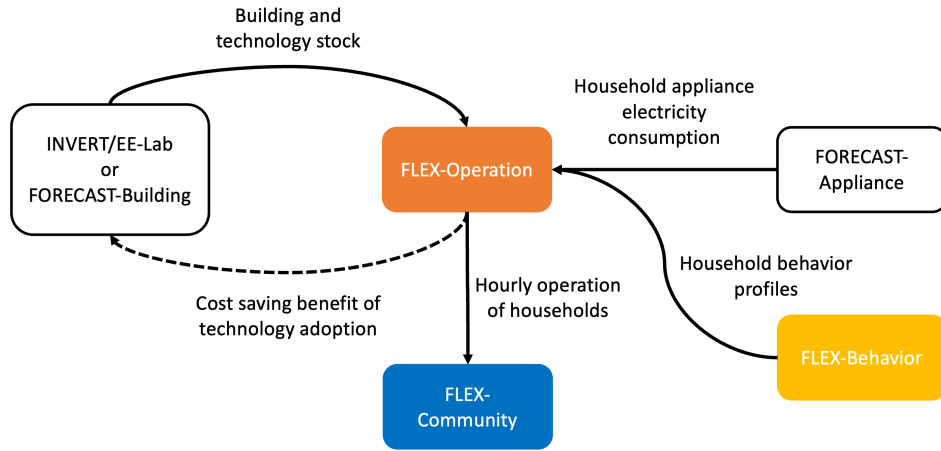 Building and
technology stock
INVERT/EE-Lab
or
FORECAST-Building
FLEX-Operation
Household appliance
electricity
consumption
FORECAST-
Appliance
Cost saving benefit of
technology adoption
Hourly operation
of households
Household behavior
profiles
FLEX-Behavior
FLEX-
Community